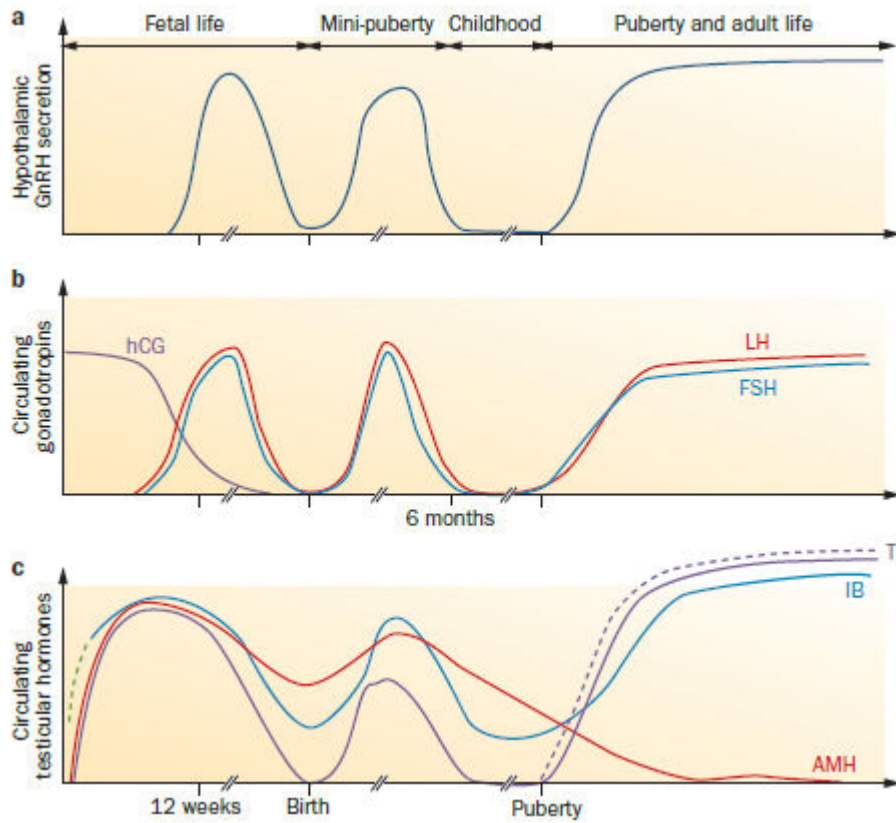 a
Fetal life
Mini-puberty
Childhood
Puberty and adult life
Hypothalamic
GnRH secretion
b
hCG
LH
FSH
Circulating
gonadotropins
6 months
c
T
IB
AMH
Circulating
testicular hormones
12 weeks
Birth
Puberty